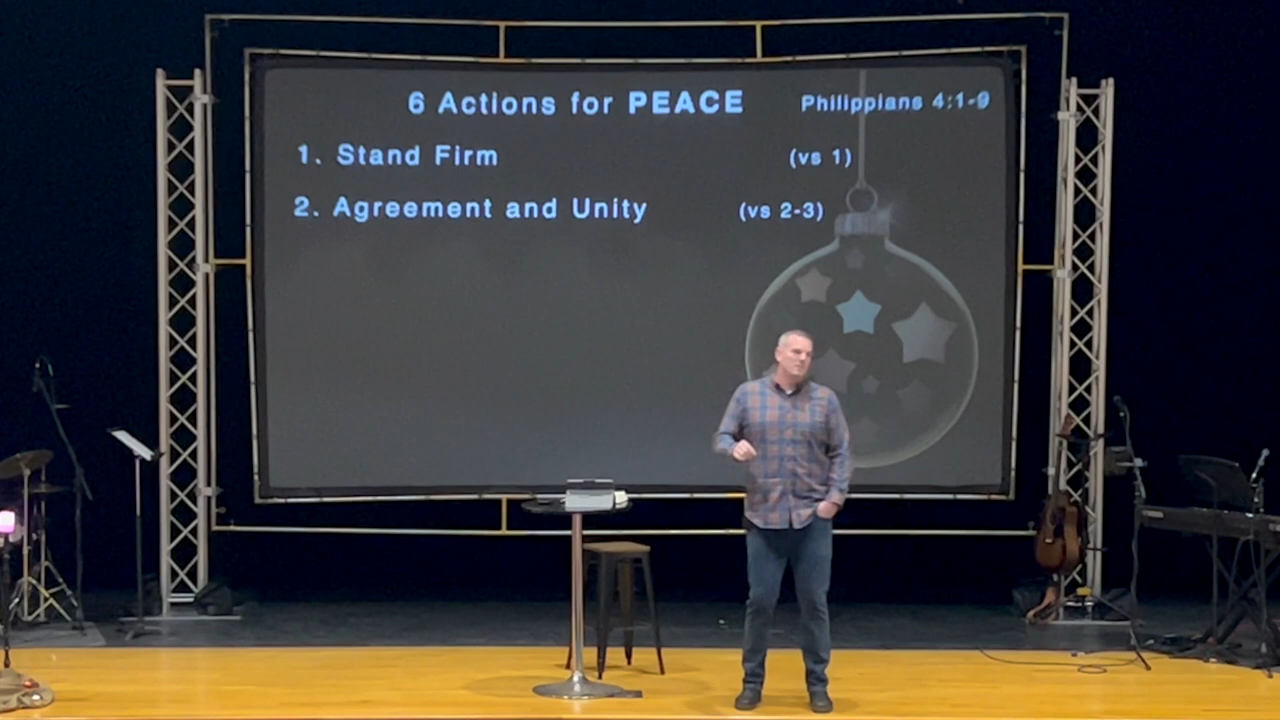 6 Actions for PEACE Philippians 4:1-9
1. Stand Firm (vs 1)
2. Agreement and Unity (vs 2-3)